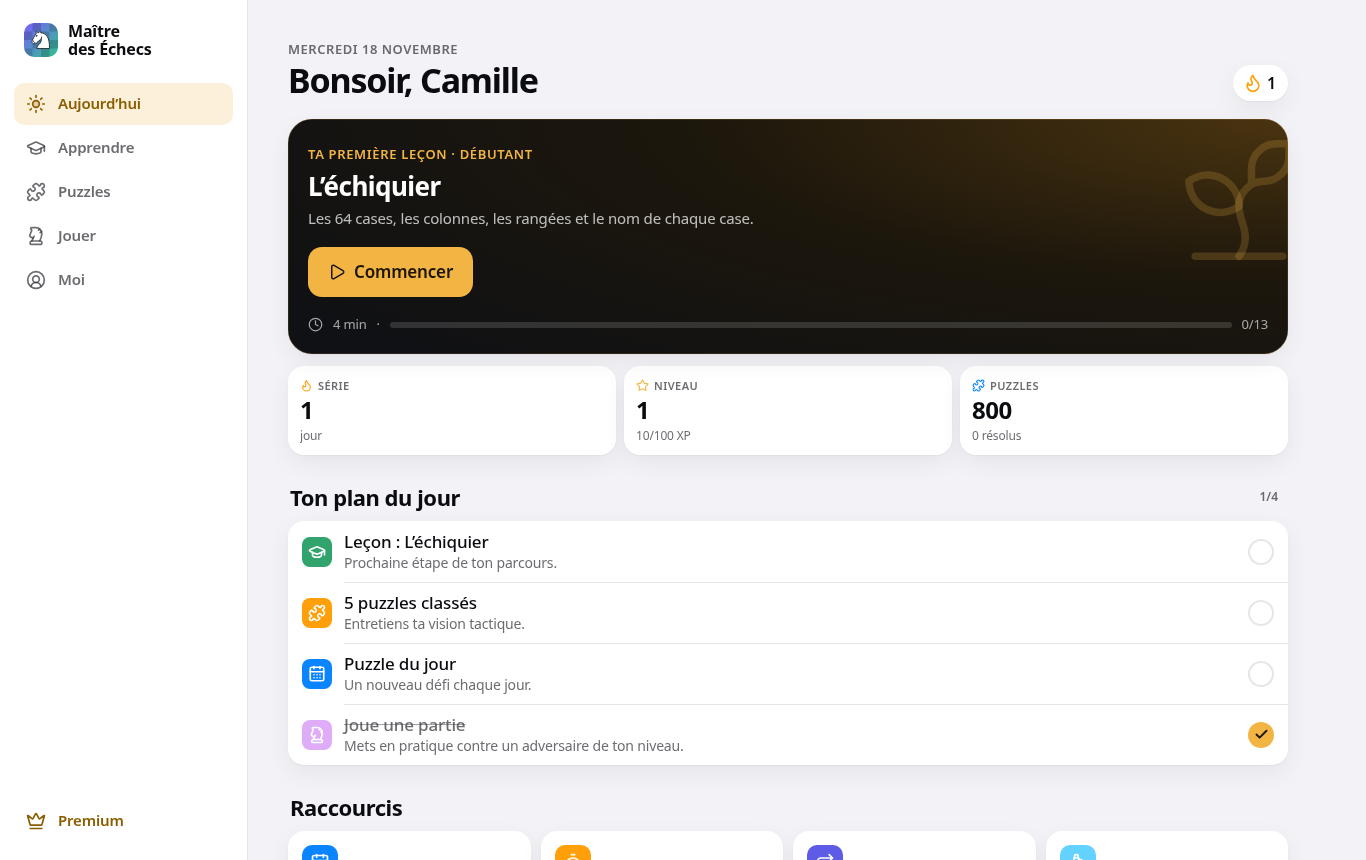 Maître
des Échecs
Aujourd’hui
Apprendre
Puzzles
Jouer
Moi
Premium
MERCREDI 18 NOVEMBRE
Bonsoir, Camille
1
TA PREMIÈRE LEÇON · DÉBUTANT
L’échiquier
Les 64 cases, les colonnes, les rangées et le nom de chaque case.
Commencer
4 min ·
0/13
SÉRIE
1
jour
NIVEAU
1
10/100 XP
PUZZLES
800
0 résolus
Ton plan du jour
1/4
Leçon : L’échiquier
Prochaine étape de ton parcours.
5 puzzles classés
Entretiens ta vision tactique.
Puzzle du jour
Un nouveau défi chaque jour.
Joue une partie
Mets en pratique contre un adversaire de ton niveau.
Raccourcis